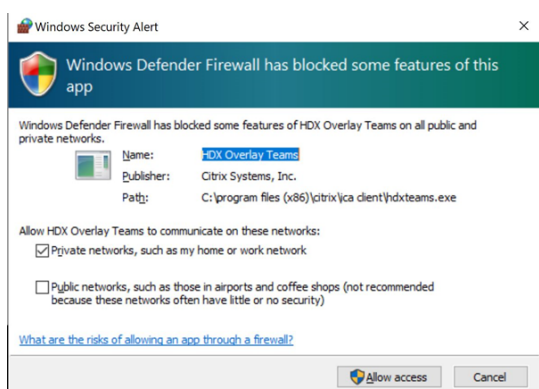 Windows Security Alert
Windows Defender Firewall has blocked some features of this
app
Windows Defender Firewall has blocked some features of HDX Overlay Teams on all public and
private networks.
Name: HDX Overlay Teams
Publisher: Citrix Systems, Inc.
Path: C:\program files (x86)\citrix\ica client\hdxteams.exe
Allow HDX Overlay Teams to communicate on these networks:
Private networks, such as my home or work network
Public networks, such as those in airports and coffee shops (not recommended
because these networks often have little or no security)
What are the risks of allowing an app through a firewall?
Allow access Cancel